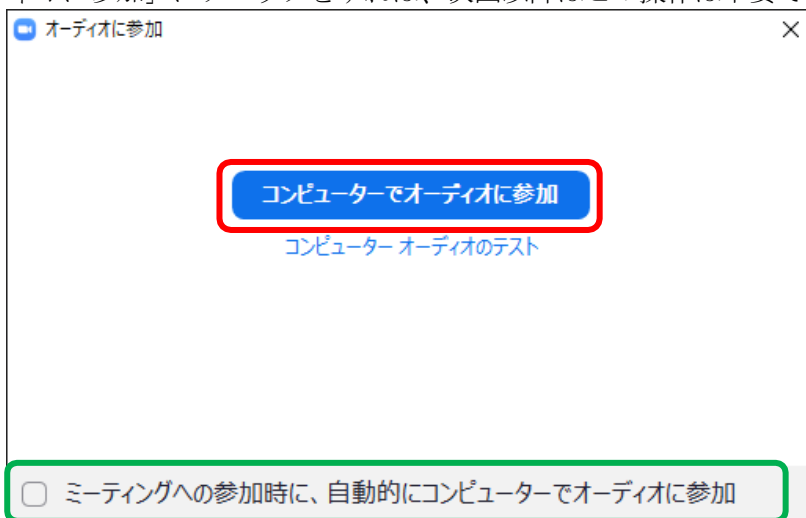 オーディオに参加
コンピューターでオーディオに参加
コンピューター オーディオのテスト
ミーティングへの参加時に、自動的にコンピューターでオーディオに参加